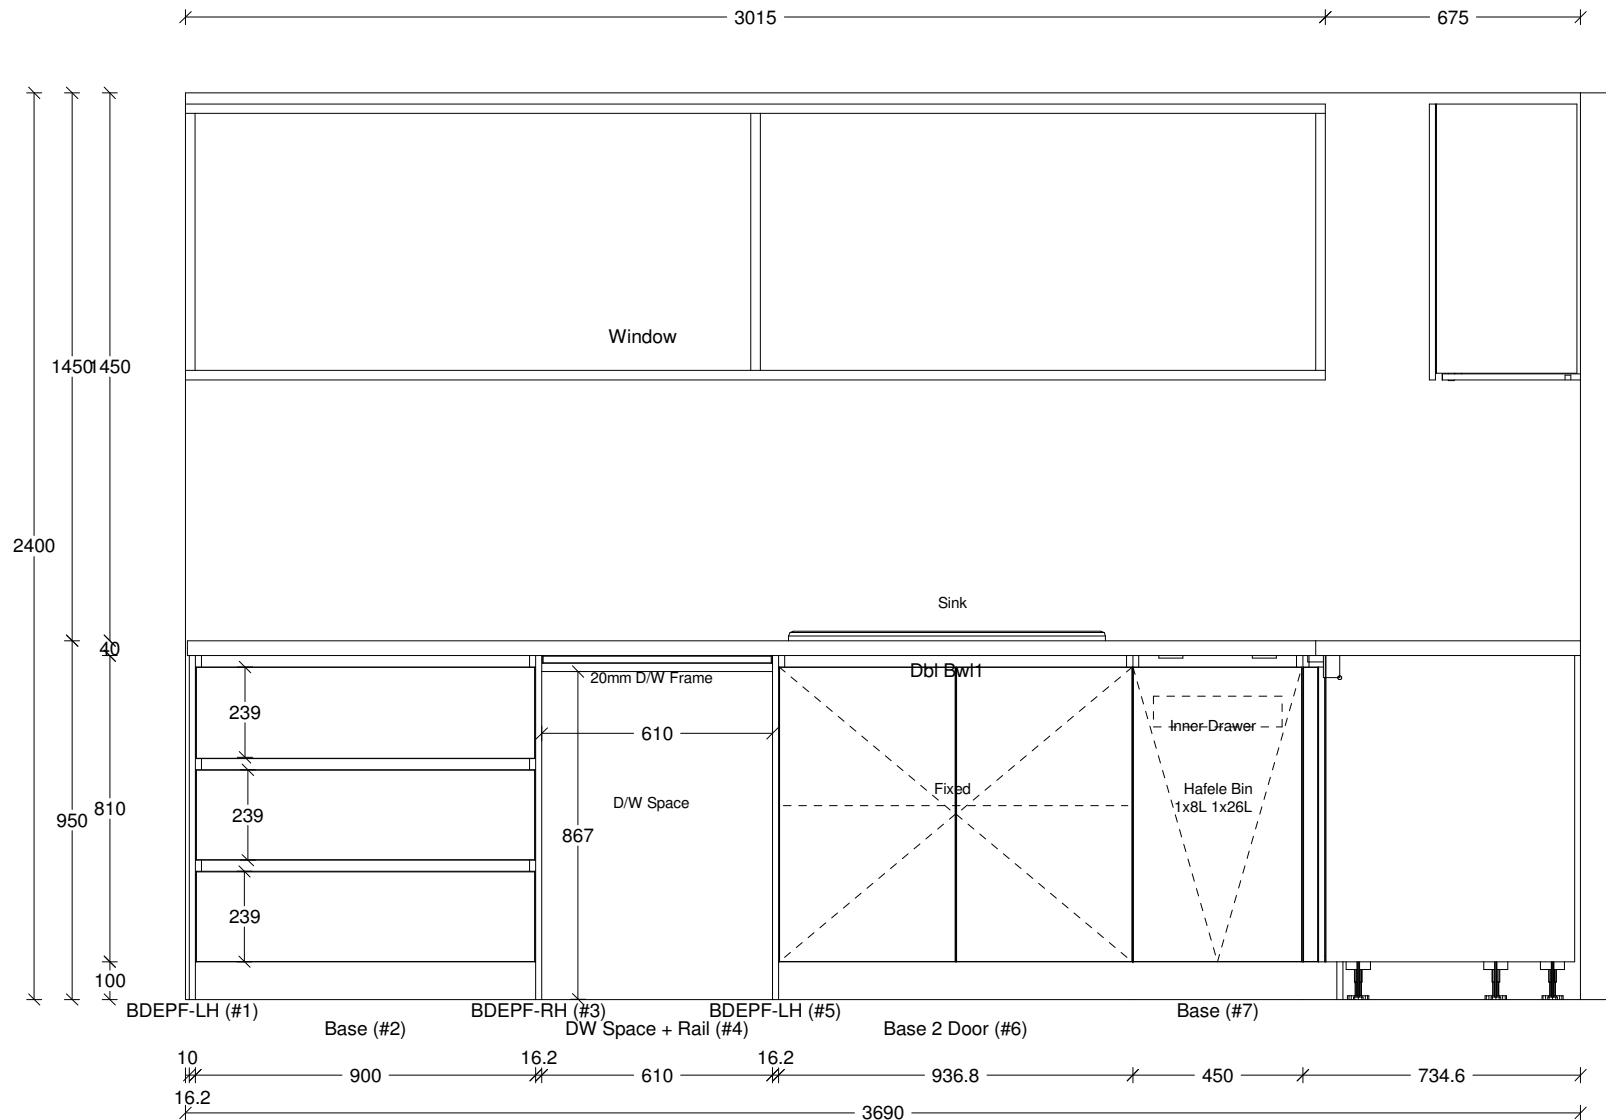 3015
675
1450
1450
Window
2400
Sink
40
Dbl Bwl1
20mm D/W Frame
239
610
Inner Drawer
Fixed
Hafele Bin
1x8L 1x26L
D/W Space
239
810
950
867
239
100
BDEPF-LH (#1)
BDEPF-RH (#3)
BDEPF-LH (#5)
Base (#7)
Base (#2)
DW Space + Rail (#4)
Base 2 Door (#6)
10
16.2
16.2
900
610
936.8
450
734.6
16.2
3690